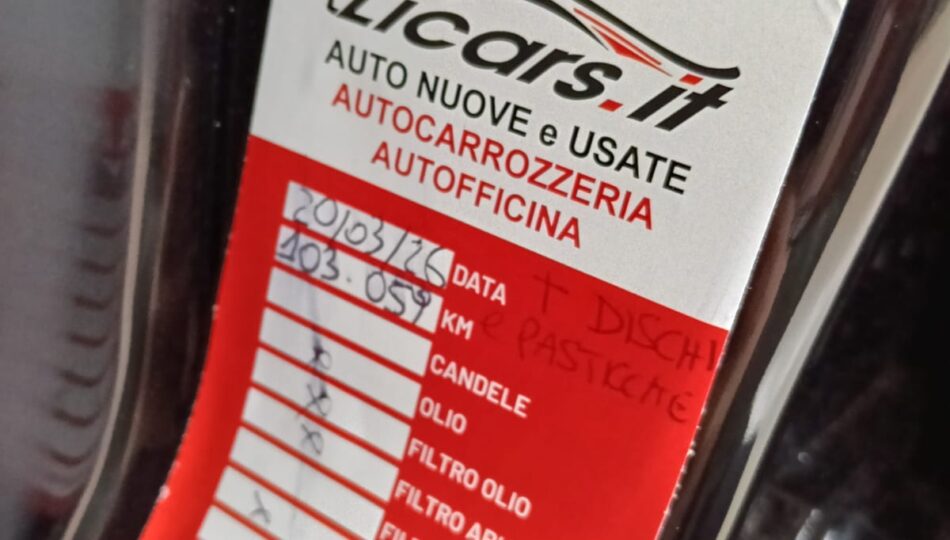 licars.it
AUTO NUOVE e USATE
AUTOCARROZZERIA
AUTOFFICINA
20/03/26 DATA
103.059 KM
+ DISCHI
e PASTICCHE
CANDELE
x OLIO
x FILTRO OLIO
x FILTRO
x